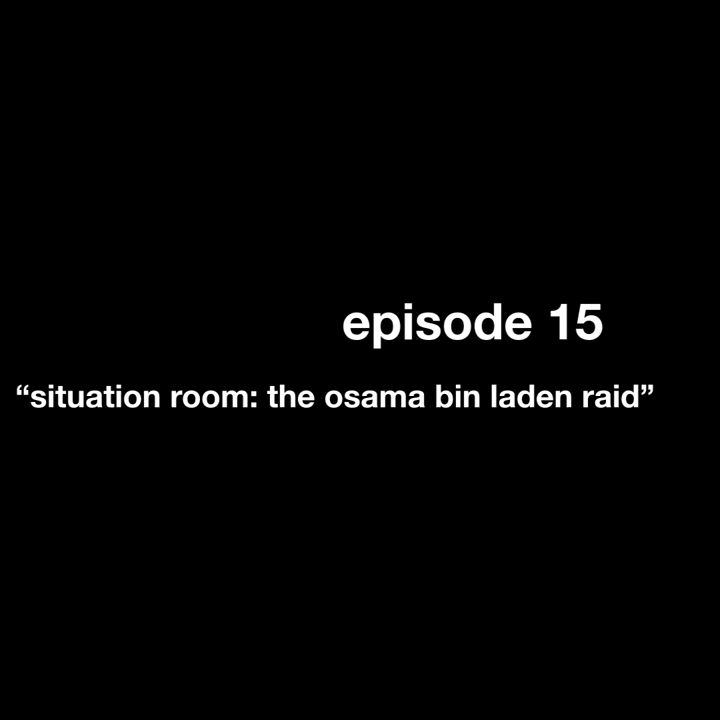 episode 15
“situation room: the osama bin laden raid”